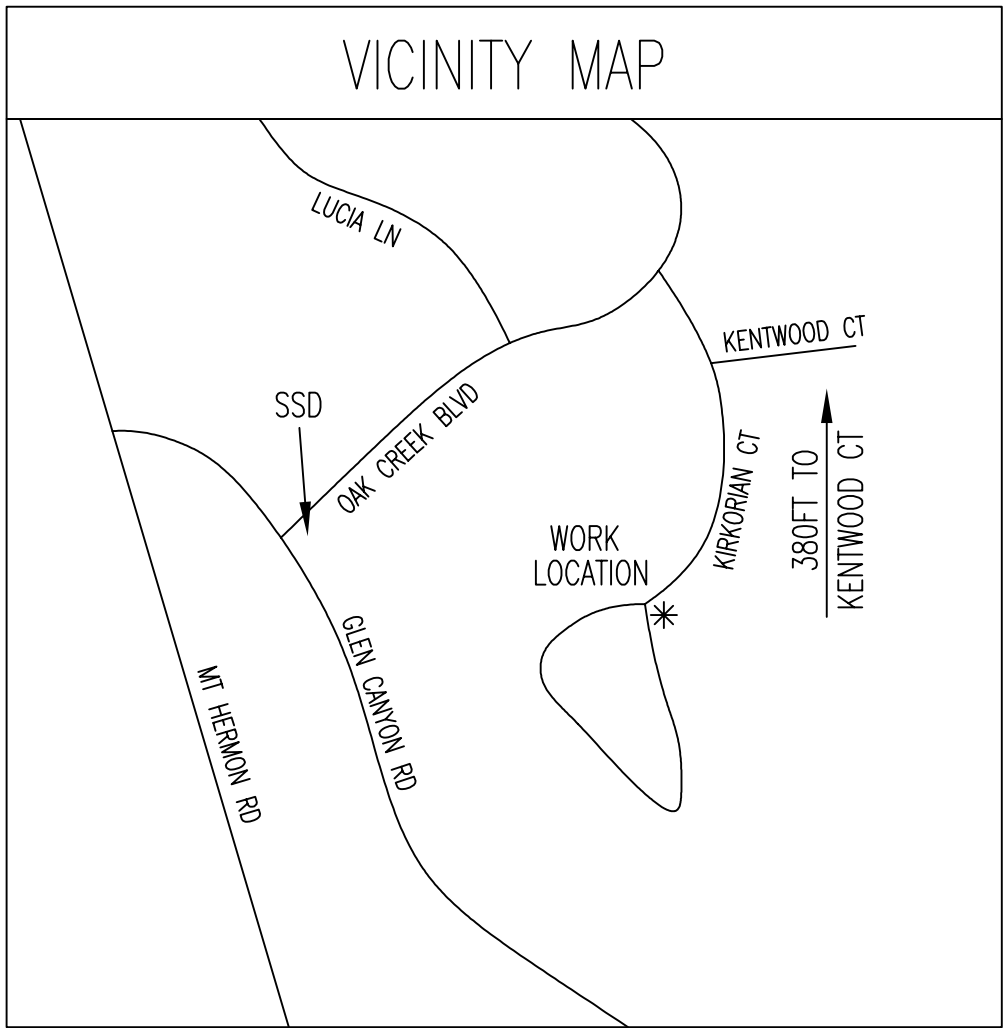 VICINITY MAP
LUCIA LN
KENTWOOD CT
SSD
OAK CREEK BLVD
KIRKORIAN CT
380FT TO
KENTWOOD CT
WORK
LOCATION
GLEN CANYON RD
MT HERMON RD